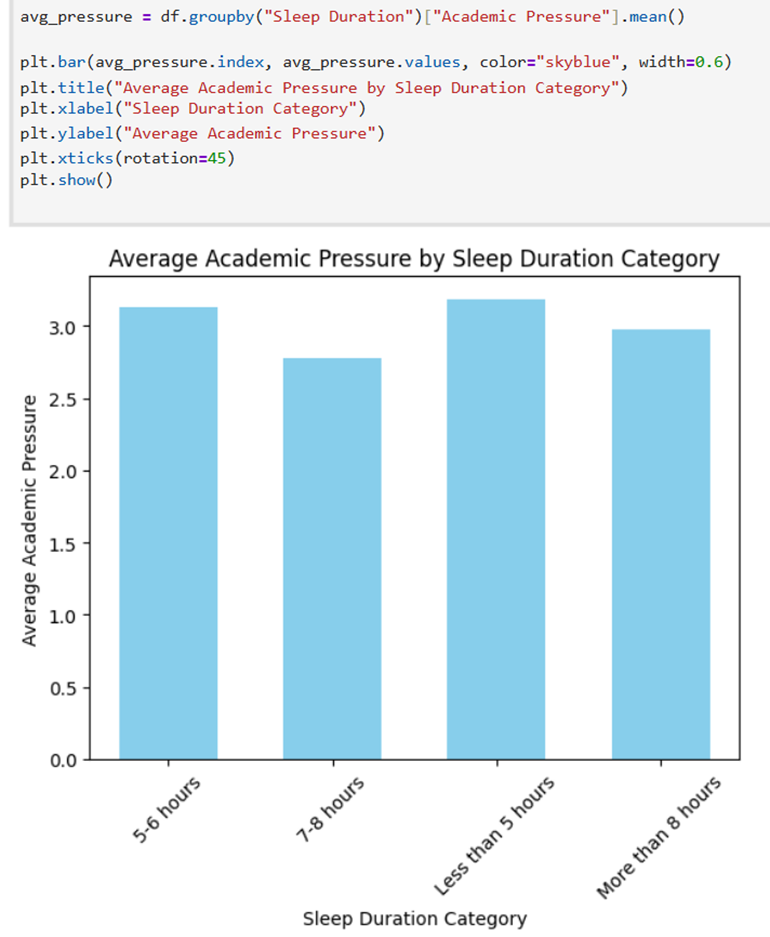 avg_pressure = df.groupby("Sleep Duration")["Academic Pressure"].mean()
plt.bar(avg_pressure.index, avg_pressure.values, color="skyblue", width=0.6)
plt.title("Average Academic Pressure by Sleep Duration Category")
plt.xlabel("Sleep Duration Category")
plt.ylabel("Average Academic Pressure")
plt.xticks(rotation=45)
plt.show()
Average Academic Pressure by Sleep Duration Category
Average Academic Pressure
3.0
2.5
2.0
1.5
1.0
0.5
0.0
5-6 hours
7-8 hours
Less than 5 hours
More than 8 hours
Sleep Duration Category